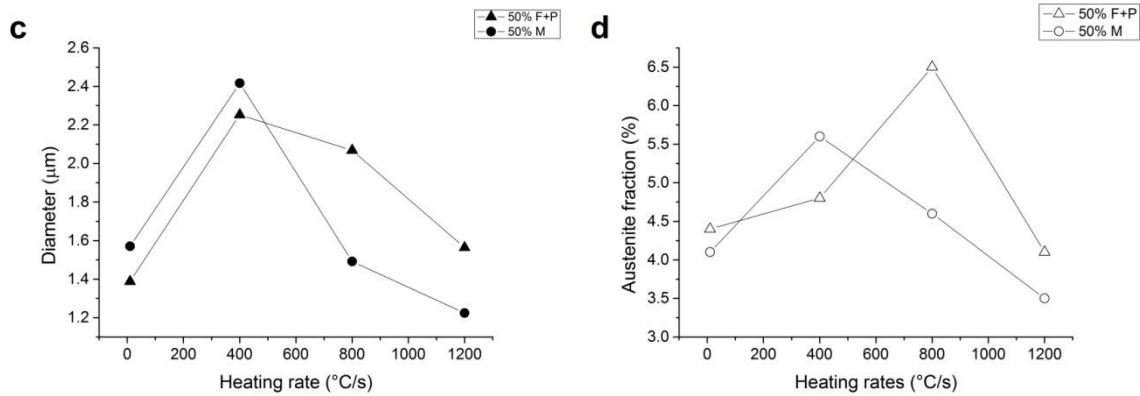 c
50% F+P
50% M
Diameter (μm)
2.6
2.4
2.2
2.0
1.8
1.6
1.4
1.2
0 200 400 600 800 1000 1200
Heating rate (°C/s)
d
50% F+P
50% M
Austenite fraction (%)
6.5
6.0
5.5
5.0
4.5
4.0
3.5
3.0
0 200 400 600 800 1000 1200
Heating rates (°C/s)